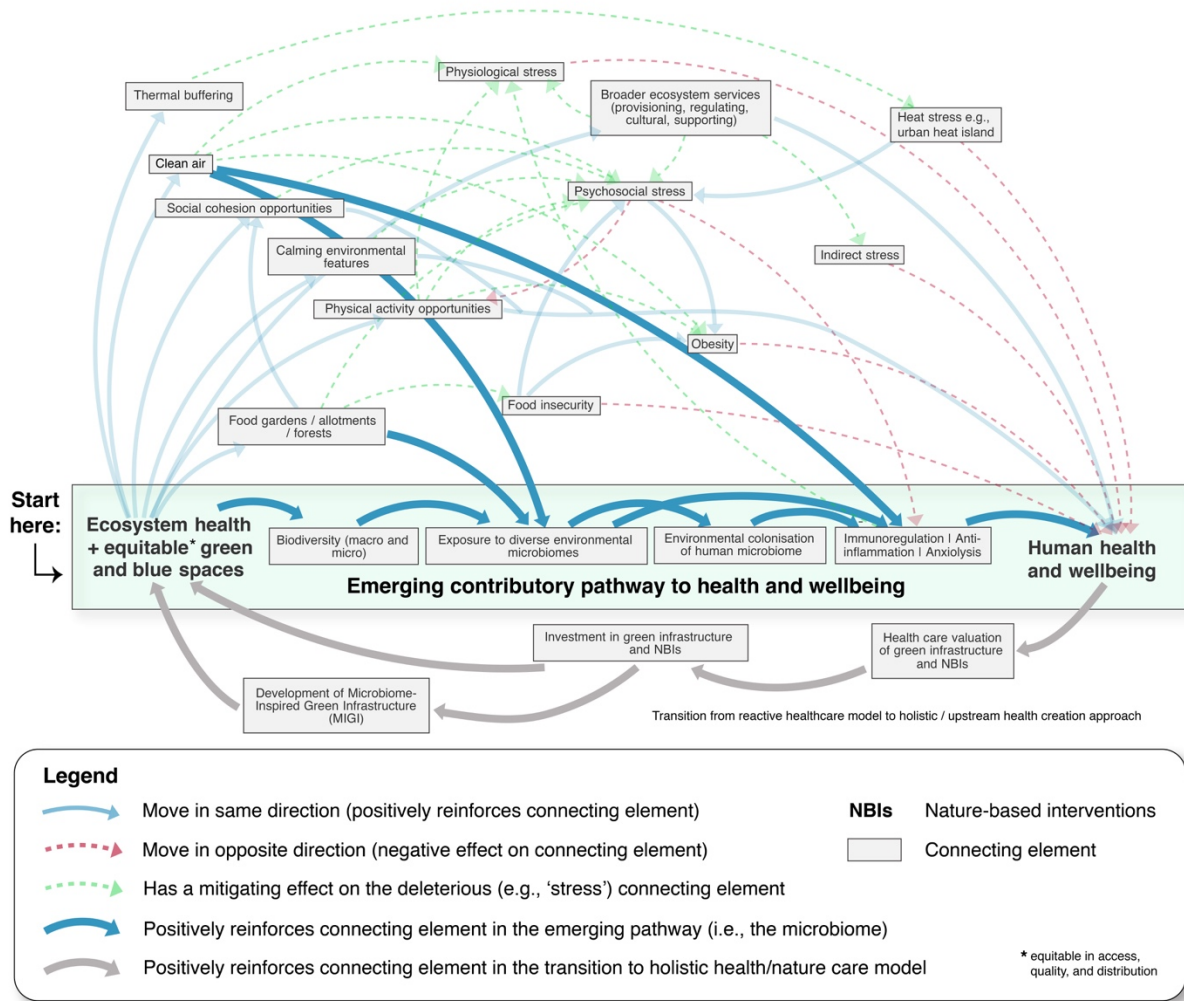 Physiological stress
Thermal buffering
Broader ecosystem services
(provisioning, regulating,
cultural, supporting)
Heat stress e.g.,
urban heat island
Clean air
Psychosocial stress
Social cohesion opportunities
Calming environmental
features
Indirect stress
Physical activity opportunities
Obesity
Food insecurity
Food gardens / allotments
/ forests
Start
here:
Ecosystem health
+ equitable* green
and blue spaces
Biodiversity (macro and
micro)
Exposure to diverse environmental
microbiomes
Environmental colonisation
of human microbiome
Immunoregulation I Anti-
inflammation I Anxiolysis
Human health
and wellbeing
Emerging contributory pathway to health and wellbeing
Investment in green infrastructure
and NBIs
Health care valuation
of green infrastructure
and NBIs
Development of Microbiome-
Inspired Green Infrastructure
(MIGI)
Transition from reactive healthcare model to holistic / upstream health creation approach
Legend
Move in same direction (positively reinforces connecting element)
Move in opposite direction (negative effect on connecting element)
Has a mitigating effect on the deleterious (e.g., ‘stress’) connecting element
Positively reinforces connecting element in the emerging pathway (i.e., the microbiome)
Positively reinforces connecting element in the transition to holistic health/nature care model
NBIs Nature-based interventions
Connecting element
* equitable in access,
quality, and distribution